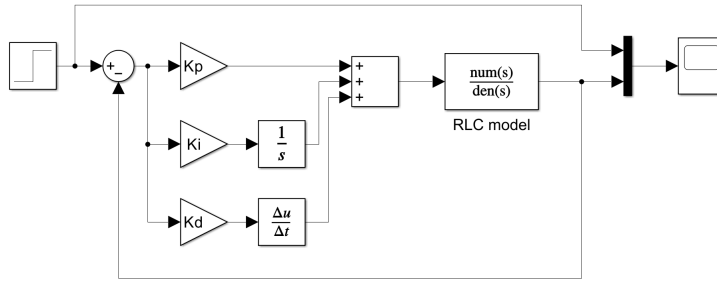 +
−
Kp
Ki
Kd
1
s
Δu
Δt
+
+
+
num(s)
den(s)
RLC model